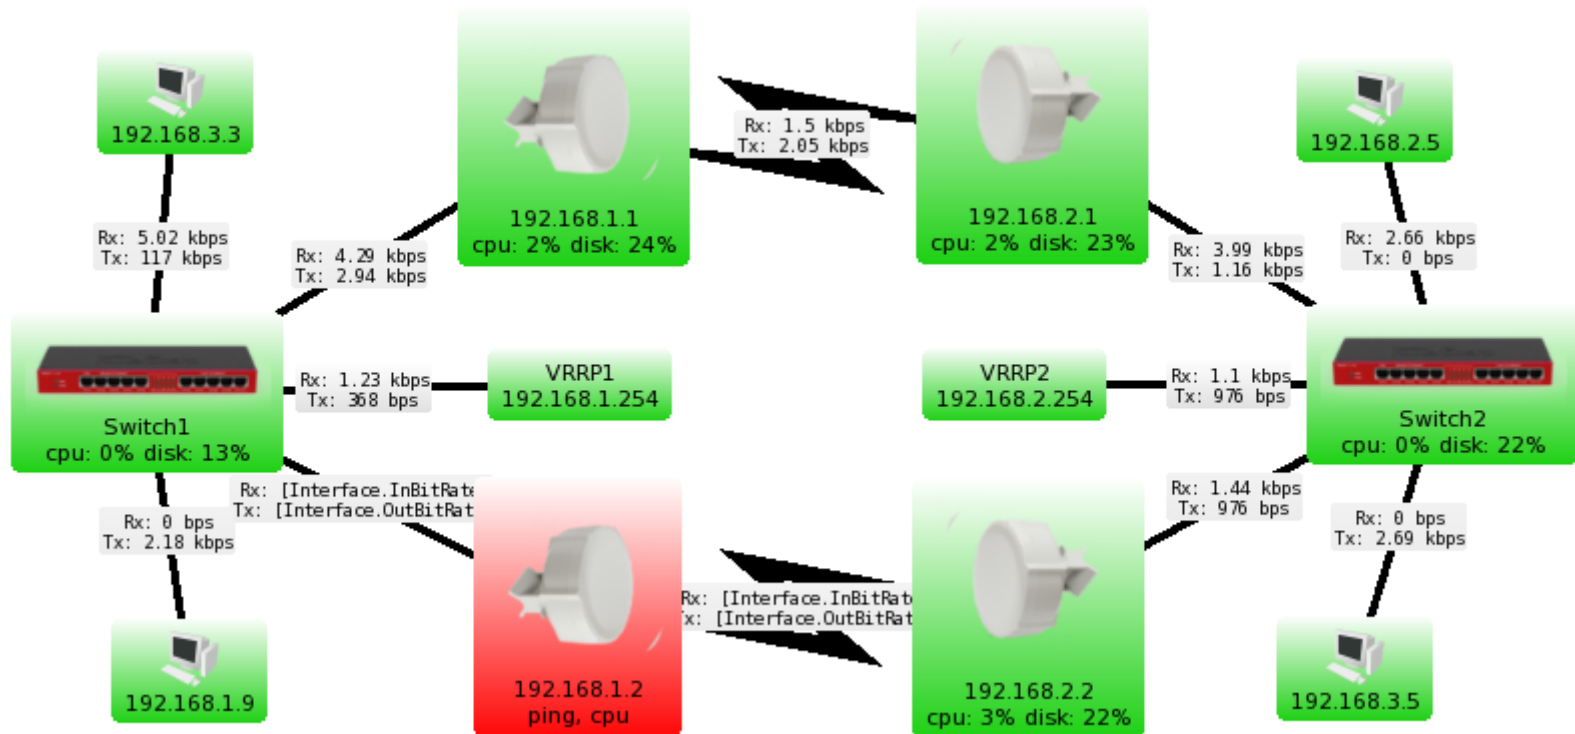 192.168.3.3
192.168.1.1
cpu: 2% disk: 24%
Rx: 1.5 kbps
Tx: 2.05 kbps
192.168.2.1
cpu: 2% disk: 23%
192.168.2.5
Rx: 5.02 kbps
Tx: 117 kbps
Rx: 4.29 kbps
Tx: 2.94 kbps
Rx: 3.99 kbps
Tx: 1.16 kbps
Rx: 2.66 kbps
Tx: 0 bps
Switch1
cpu: 0% disk: 13%
Rx: 1.23 kbps
Tx: 368 bps
VRRP1
192.168.1.254
VRRP2
192.168.2.254
Rx: 1.1 kbps
Tx: 976 bps
Switch2
cpu: 0% disk: 22%
Rx: [Interface.InBitRate
Tx: [Interface.OutBitRat
Rx: 0 bps
Tx: 2.18 kbps
192.168.1.9
192.168.1.2
ping, cpu
Rx: [Interface.InBitRate
x: [Interface.OutBitRat
192.168.2.2
cpu: 3% disk: 22%
Rx: 1.44 kbps
Tx: 976 bps
Rx: 0 bps
Tx: 2.69 kbps
192.168.3.5